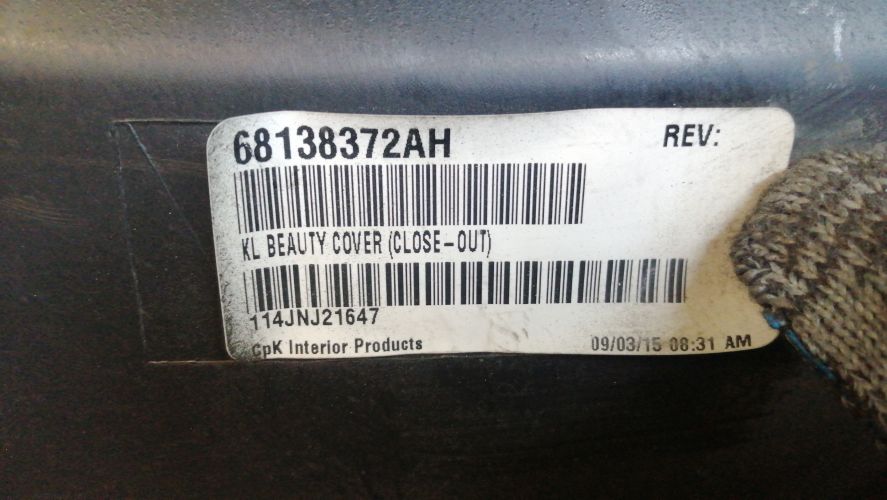 68138372AH REV:
KL BEAUTY COVER (CLOSE-OUT)
114JNJ21647
CpK Interior Products 09/03/15 08:31 AM